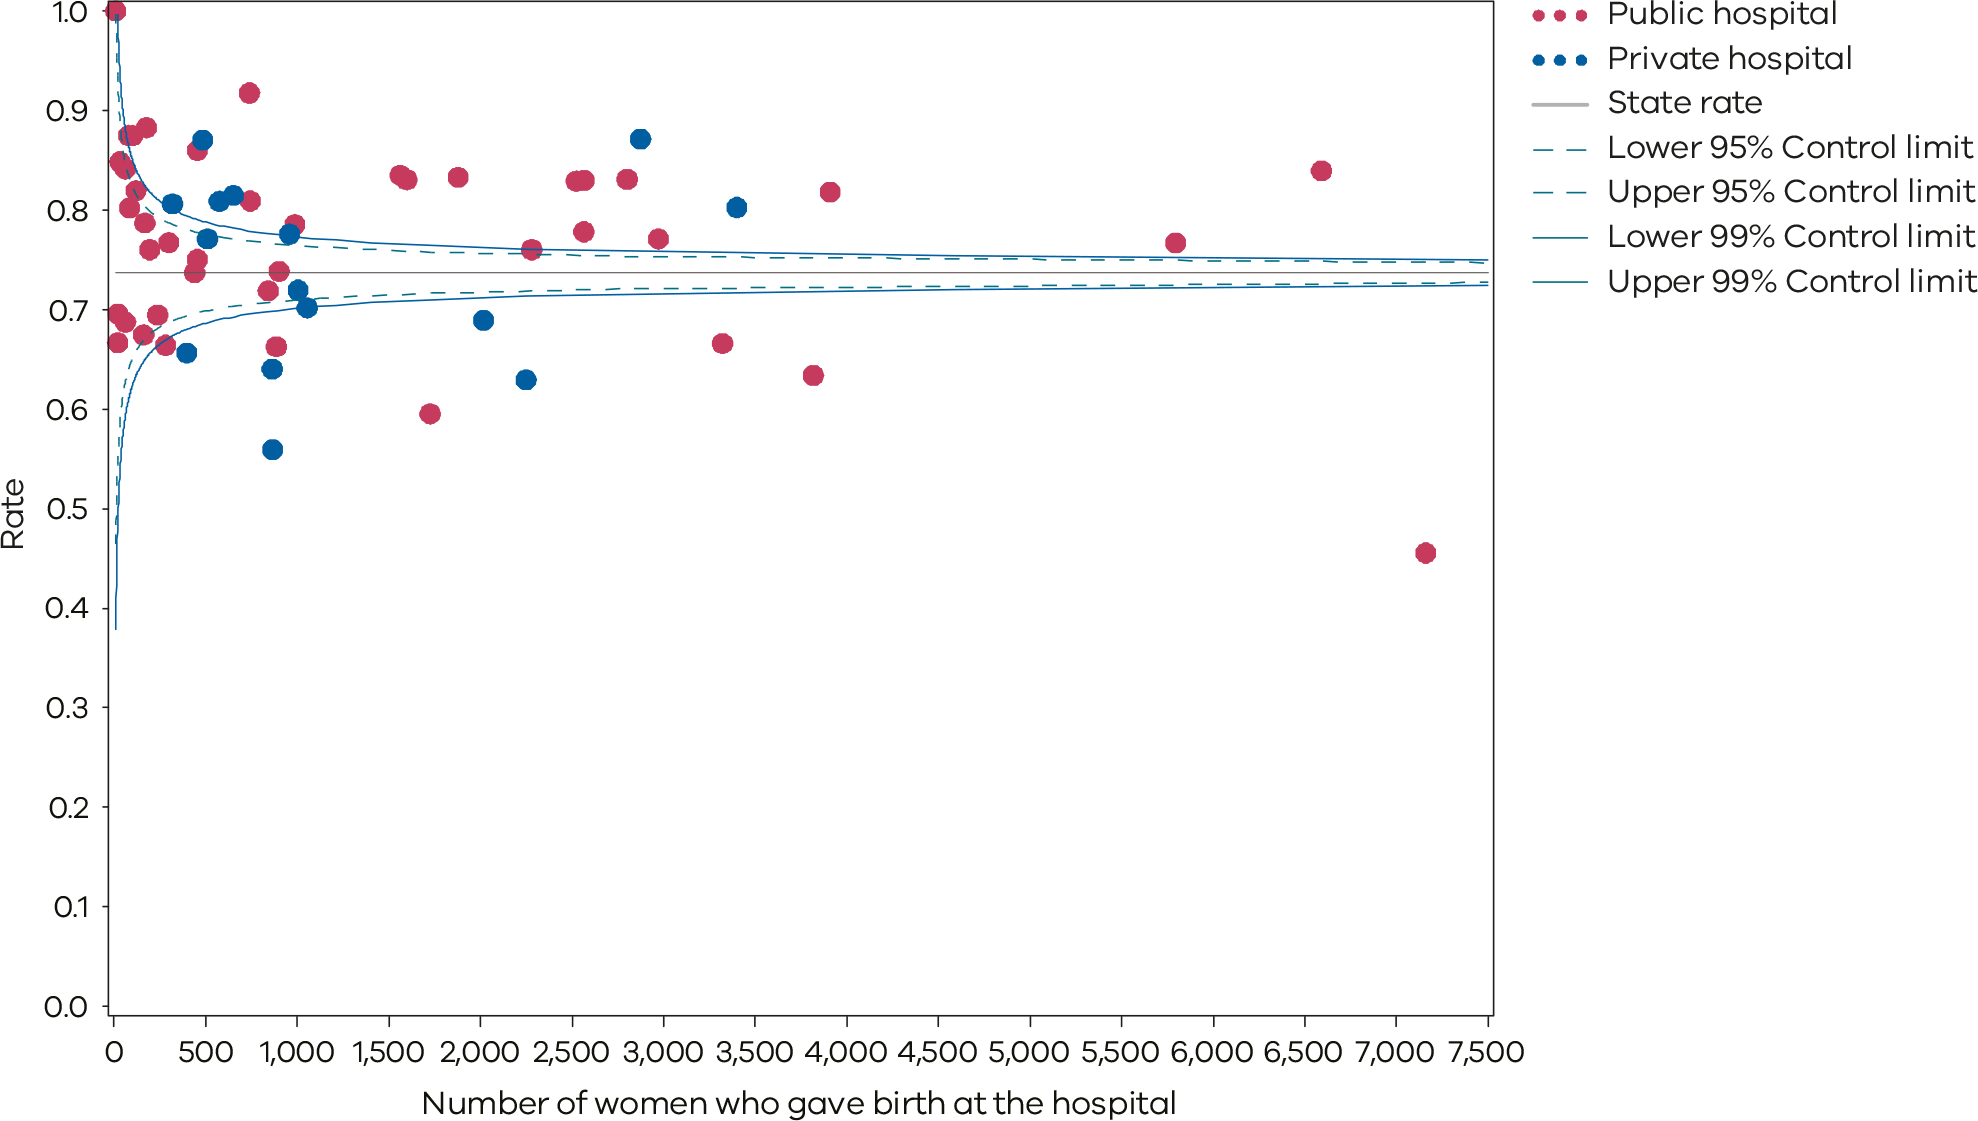 1.0
0.9
0.8
0.7
0.6
0.5
0.4
0.3
0.2
0.1
0.0
Rate
0 500 1,000 1,500 2,000 2,500 3,000 3,500 4,000 4,500 5,000 5,500 6,000 6,500 7,000 7,500
Number of women who gave birth at the hospital
Public hospital
Private hospital
State rate
Lower 95% Control limit
Upper 95% Control limit
Lower 99% Control limit
Upper 99% Control limit